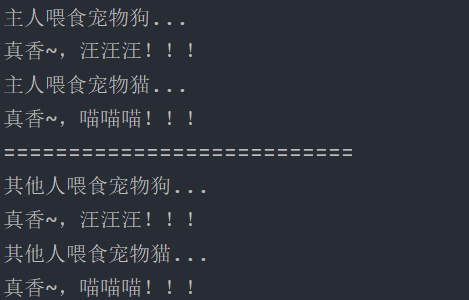 主人喂食宠物狗...
真香~，汪汪汪！！！
主人喂食宠物猫...
真香~，喵喵喵！！！
===========================
其他人喂食宠物狗...
真香~，汪汪汪！！！
其他人喂食宠物猫...
真香~，喵喵喵！！！